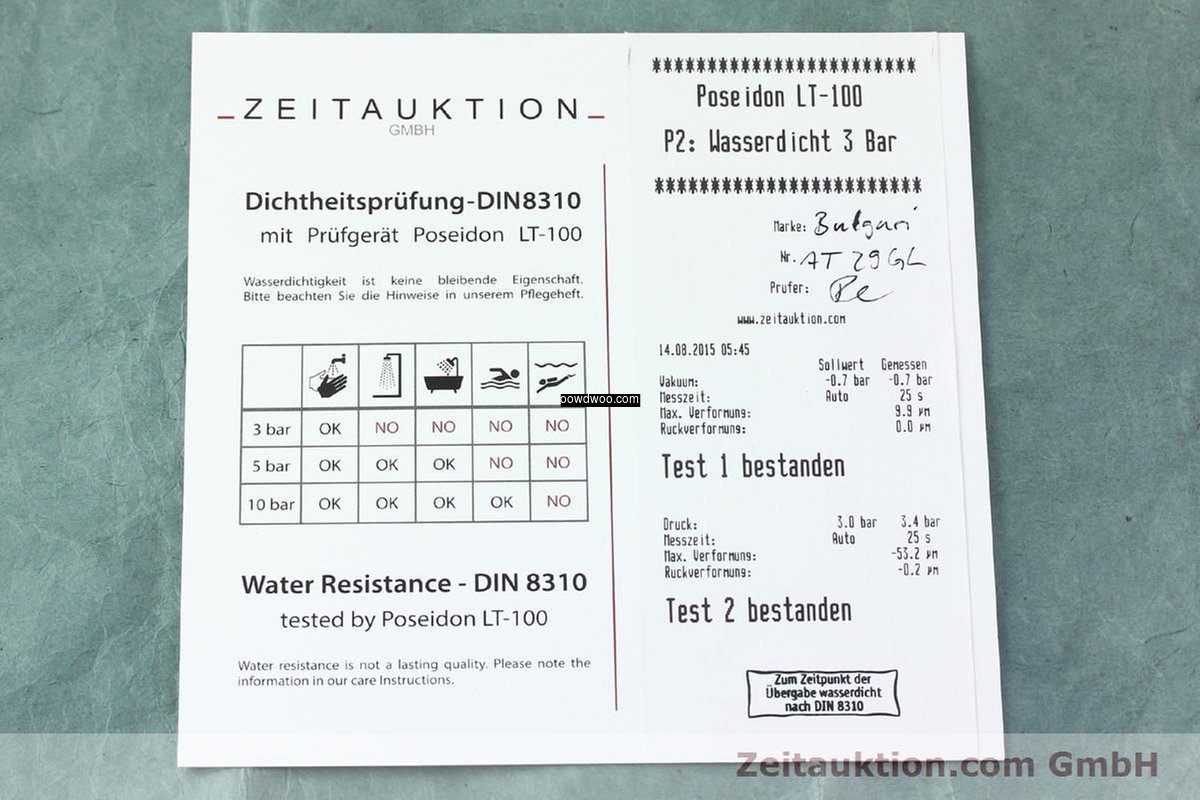 ZEITAUKTION
GMBH
Dichtheitsprüfung-DIN8310
mit Prüfgerät Poseidon LT-100
Wasserdichtigkeit ist keine bleibende Eigenschaft.
Bitte beachten Sie die Hinweise in unserem Pflegeheft.
3 bar OK NO NO NO NO
5 bar OK OK OK NO NO
10 bar OK OK OK OK NO
Water Resistance - DIN 8310
tested by Poseidon LT-100
Water resistance is not a lasting quality. Please note the
information in our care Instructions.
************************
Poseidon LT-100
P2: Wasserdicht 3 Bar
************************
Marke: Bulgari
Nr. AT 29 GL
Prufer: Pe
www.zeitauktion.com
14.08.2015 05:45
Sollwert Gemessen
Vakuum: -0.7 bar -0.7 bar
Messzeit: Auto 25 s
Max. Verformung: 9.9 µm
Ruckverformung: 0.0 µm
Test 1 bestanden
Druck: 3.0 bar 3.4 bar
Messzeit: Auto 25 s
Max. Verformung: -53.2 µm
Ruckverformung: -0.2 µm
Test 2 bestanden
Zum Zeitpunkt der
Übergabe wasserdicht
nach DIN 8310
powdwoo.com
Zeitauktion.com GmbH